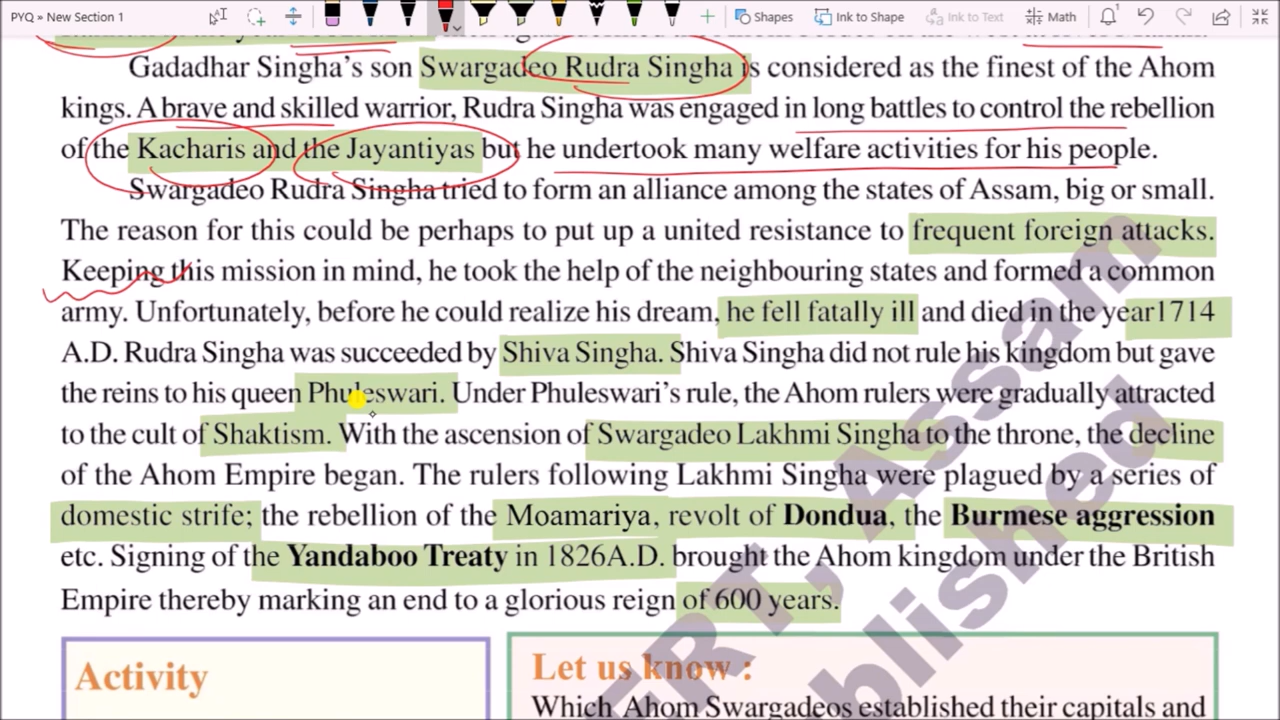 PYQ » New Section 1
Shapes
Ink to Shape
Ink to Text
Math
1
Gadadhar Singha's son Swargadeo Rudra Singha is considered as the finest of the Ahom
kings. A brave and skilled warrior, Rudra Singha was engaged in long battles to control the rebellion
of the Kacharis and the Jayantiyas but he undertook many welfare activities for his people.
Swargadeo Rudra Singha tried to form an alliance among the states of Assam, big or small.
The reason for this could be perhaps to put up a united resistance to frequent foreign attacks.
Keeping this mission in mind, he took the help of the neighbouring states and formed a common
army. Unfortunately, before he could realize his dream, he fell fatally ill and died in the year1714
A.D. Rudra Singha was succeeded by Shiva Singha. Shiva Singha did not rule his kingdom but gave
the reins to his queen Phuleswari. Under Phuleswari's rule, the Ahom rulers were gradually attracted
to the cult of Shaktism. With the ascension of Swargadeo Lakhmi Singha to the throne, the decline
of the Ahom Empire began. The rulers following Lakhmi Singha were plagued by a series of
domestic strife; the rebellion of the Moamariya, revolt of Dondua, the Burmese aggression
etc. Signing of the Yandaboo Treaty in 1826A.D. brought the Ahom kingdom under the British
Empire thereby marking an end to a glorious reign of 600 years.
Activity
Let us know :
Which Ahom Swargadeos established their capitals and
ERT, Assam
blished